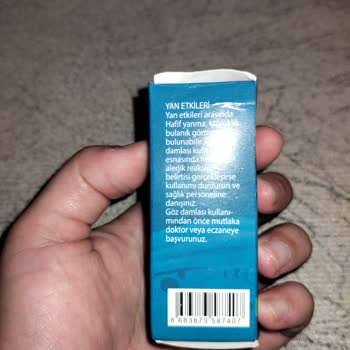 YAN ETKİLERİ
Yan etkileri arasında
Hafif yanma,
bulanık görme
bulunabilir.
damlası
esnasında
alerjik
belirtisi gerçekleşirse
kullanımı durdurun ve
sağlık personeline
danışınız.
Göz damlası kullanı-
mından önce mutlaka
doktor veya eczaneye
başvurunuz.
8 683873 587407